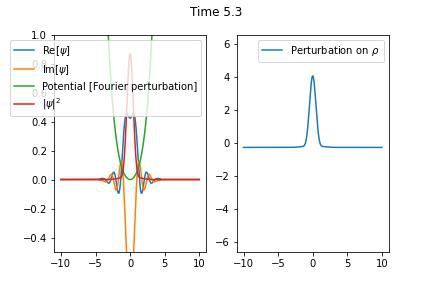 Time 5.3
Re[ψ]
Im[ψ]
Potential [Fourier perturbation]
|ψ|²
1.0
0.8
0.6
0.4
0.2
0.0
−0.2
−0.4
−10 −5 0 5 10
Perturbation on ρ
6
4
2
0
−2
−4
−6
−10 −5 0 5 10